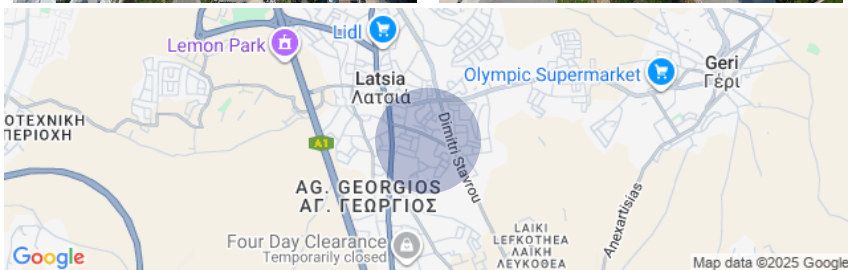 Lidl
Lemon Park
Latsia
Λατσιά
Olympic Supermarket
Geri
Γέρι
ΟΤΕΧΝΙΚΗ
ΠΕΡΙΟΧΗ
A1
Dimitri Stavrou
AG. GEORGIOS
ΑΓ. ΓΕΩΡΓΙΟΣ
Anexartisias
LAIKI
LEFKOTHEA
ΛΑΪΚΗ
ΛΕΥΚΟΘΕΑ
Four Day Clearance
Temporarily closed
Google
Map data ©2025 Google